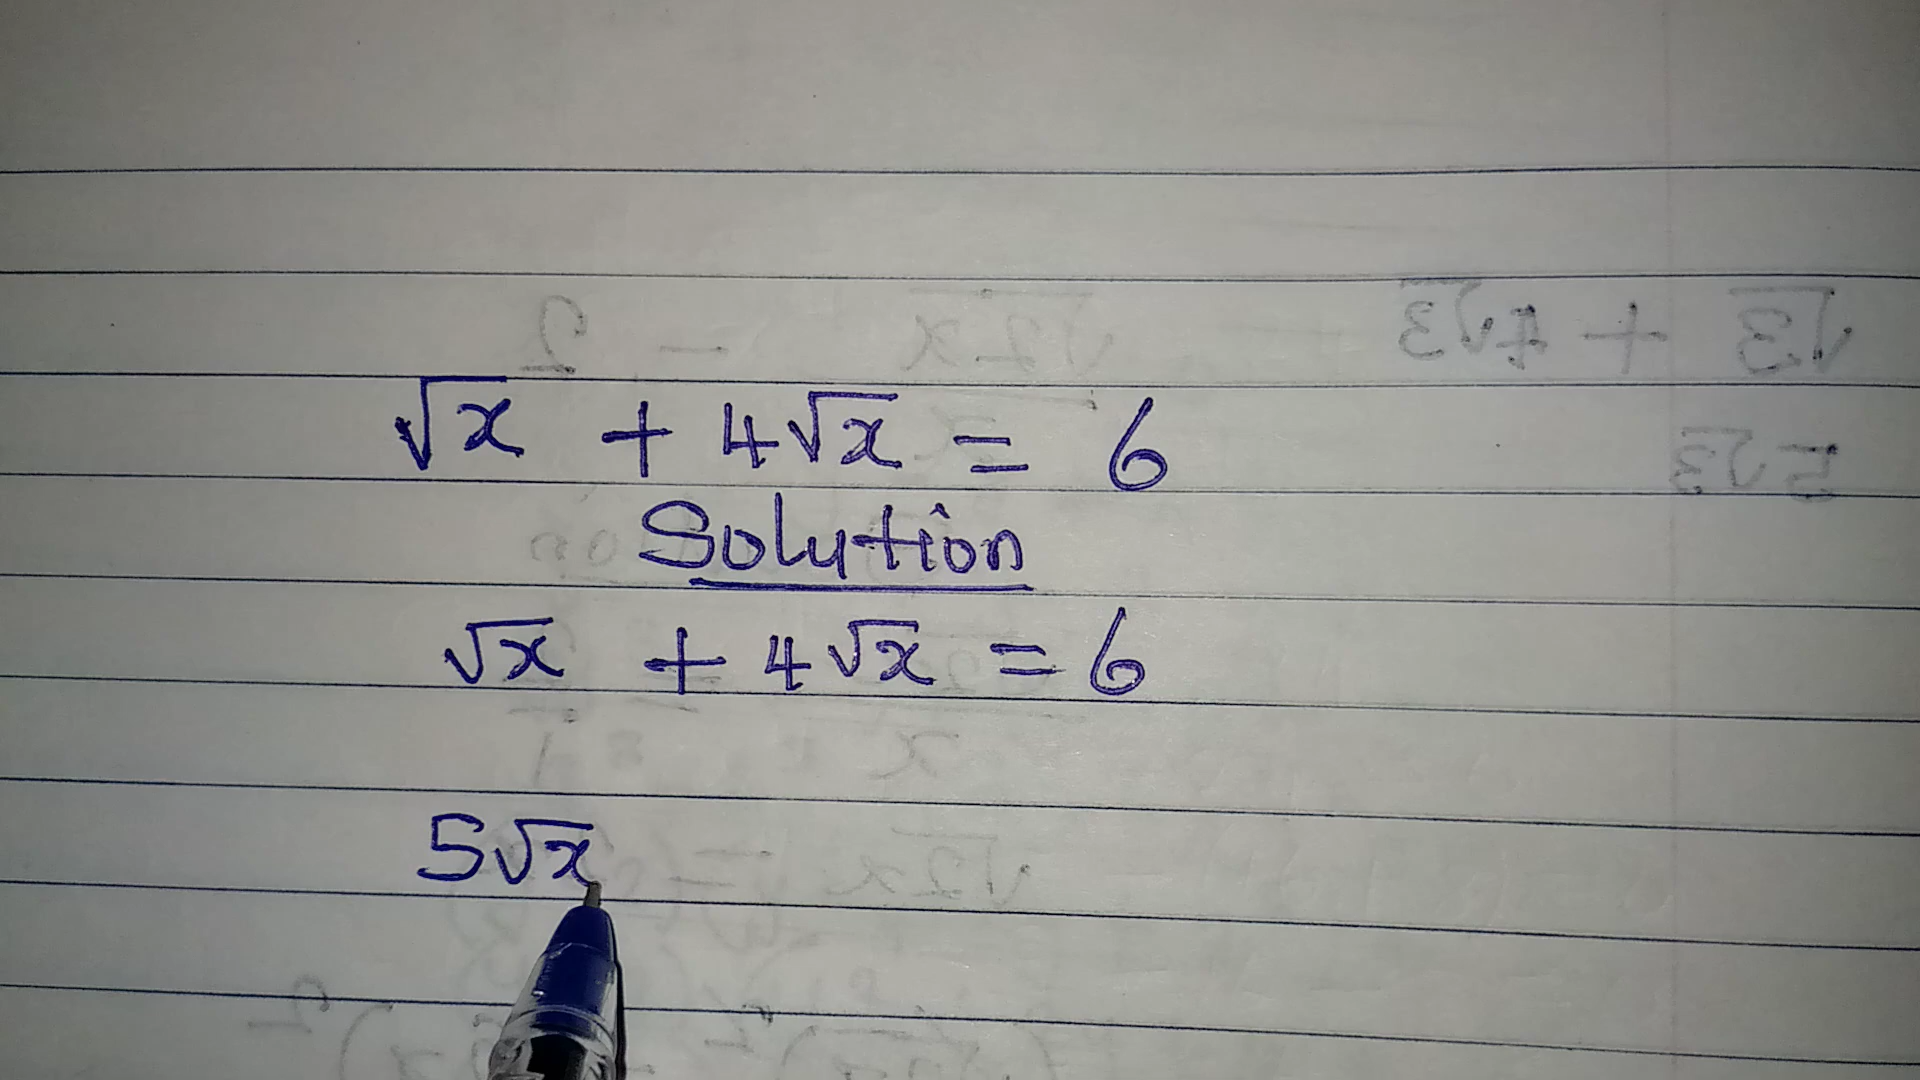 √x + 4√x = 6
Solution
√x + 4√x = 6
5√x